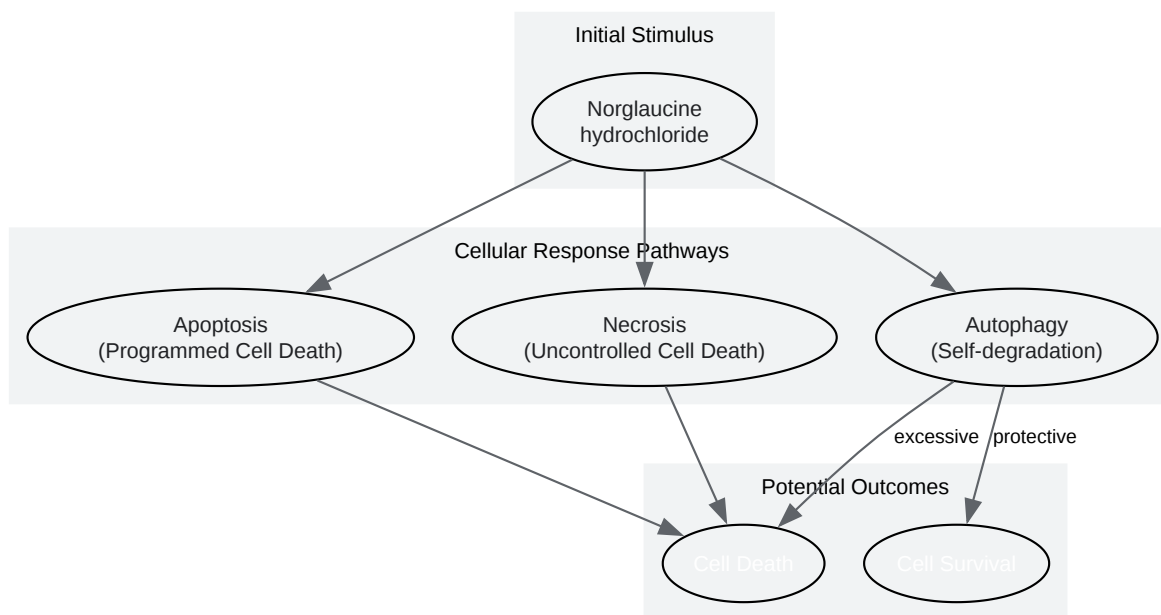 Initial Stimulus
Norglaucine
hydrochloride
Cellular Response Pathways
Apoptosis
(Programmed Cell Death)
Necrosis
(Uncontrolled Cell Death)
Autophagy
(Self-degradation)
excessive
protective
Potential Outcomes
Cell Death
Cell Survival